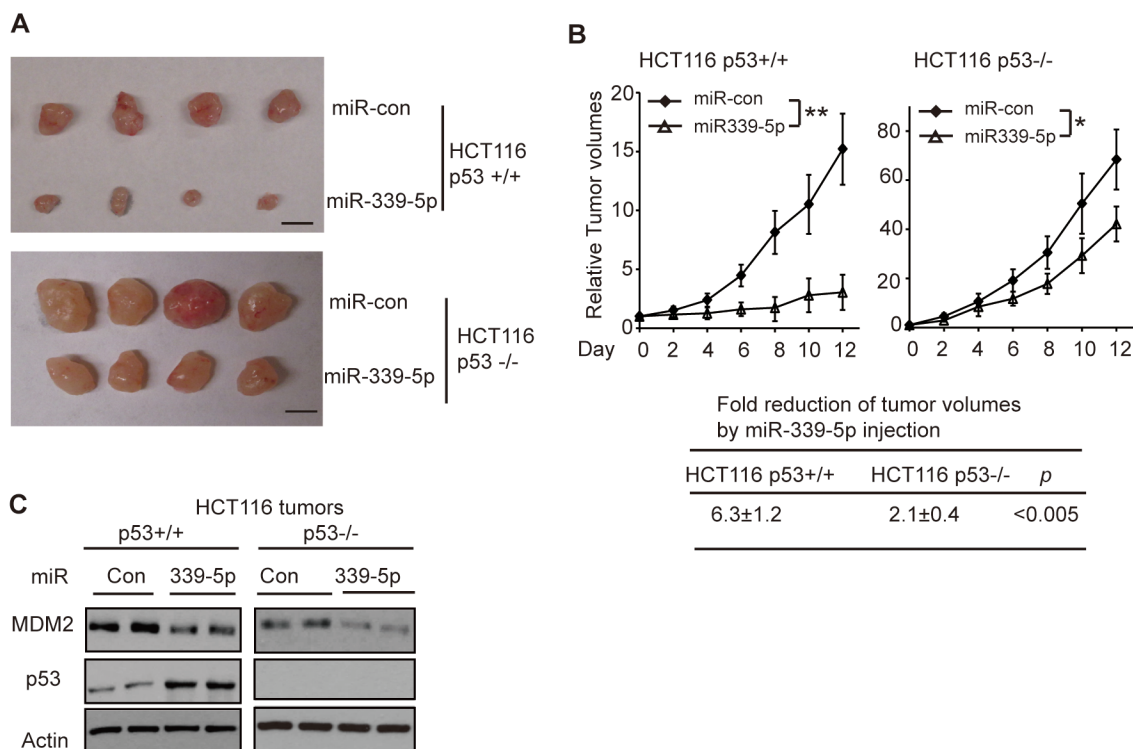 A
miR-con
HCT116
p53 +/+
miR-339-5p
miR-con
HCT116
p53 -/-
miR-339-5p
B
HCT116 p53+/+
HCT116 p53-/-
Relative Tumor volumes
20
15
10
5
0
miR-con
miR339-5p
**
80
60
40
20
0
miR-con
miR339-5p
*
Day
0 2 4 6 8 10 12
0 2 4 6 8 10 12
Fold reduction of tumor volumes
by miR-339-5p injection
HCT116 p53+/+ HCT116 p53-/- p
6.3±1.2 2.1±0.4 <0.005
C
HCT116 tumors
p53+/+ p53-/-
miR Con 339-5p Con 339-5p
MDM2
p53
Actin